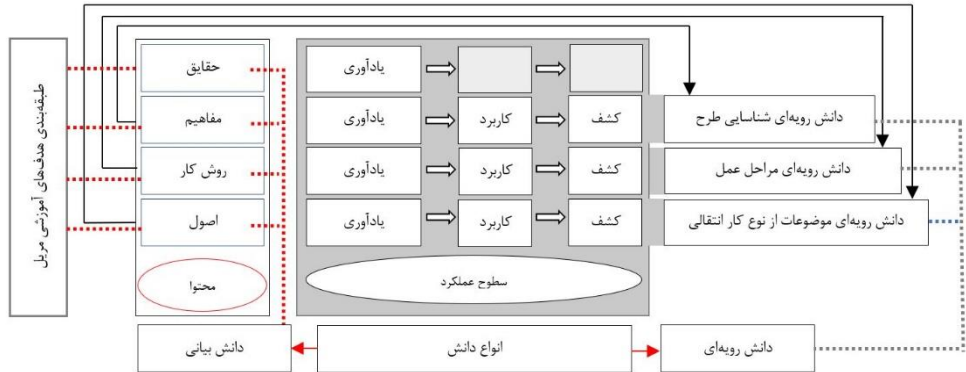 طبقه‌بندی هدف‌های آموزشی مریل
حقایق
یادآوری
مفاهیم
یادآوری
کاربرد
کشف
دانش رویه‌ای شناسایی طرح
روش کار
یادآوری
کاربرد
کشف
دانش رویه‌ای مراحل عمل
اصول
یادآوری
کاربرد
کشف
دانش رویه‌ای موضوعات از نوع کار انتقالی
محتوا
سطوح عملکرد
دانش بیانی
انواع دانش
دانش رویه‌ای